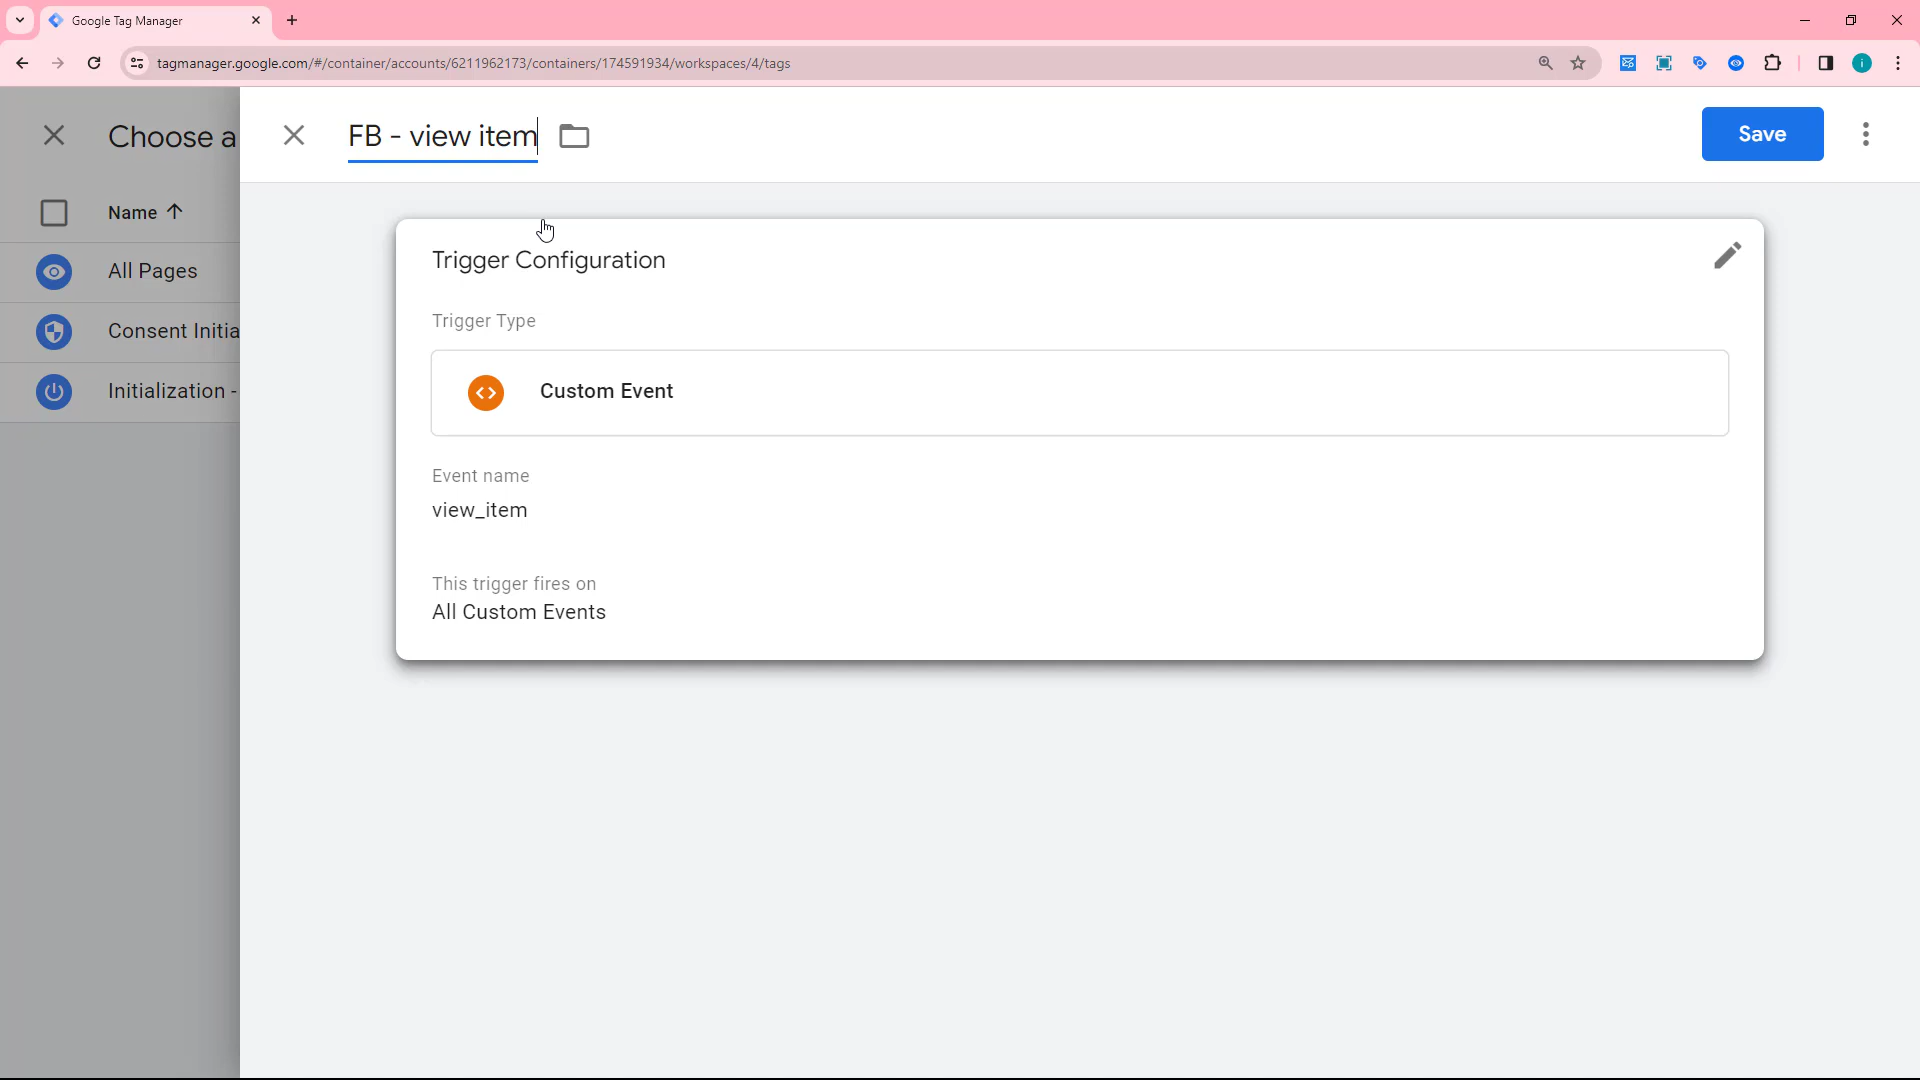 Google Tag Manager
tagmanager.google.com/#/container/accounts/6211962173/containers/174591934/workspaces/4/tags
i
Choose a
FB - view item
Save
Name
All Pages
Consent Initia
Initialization -
Trigger Configuration
Trigger Type
Custom Event
Event name
view_item
This trigger fires on
All Custom Events